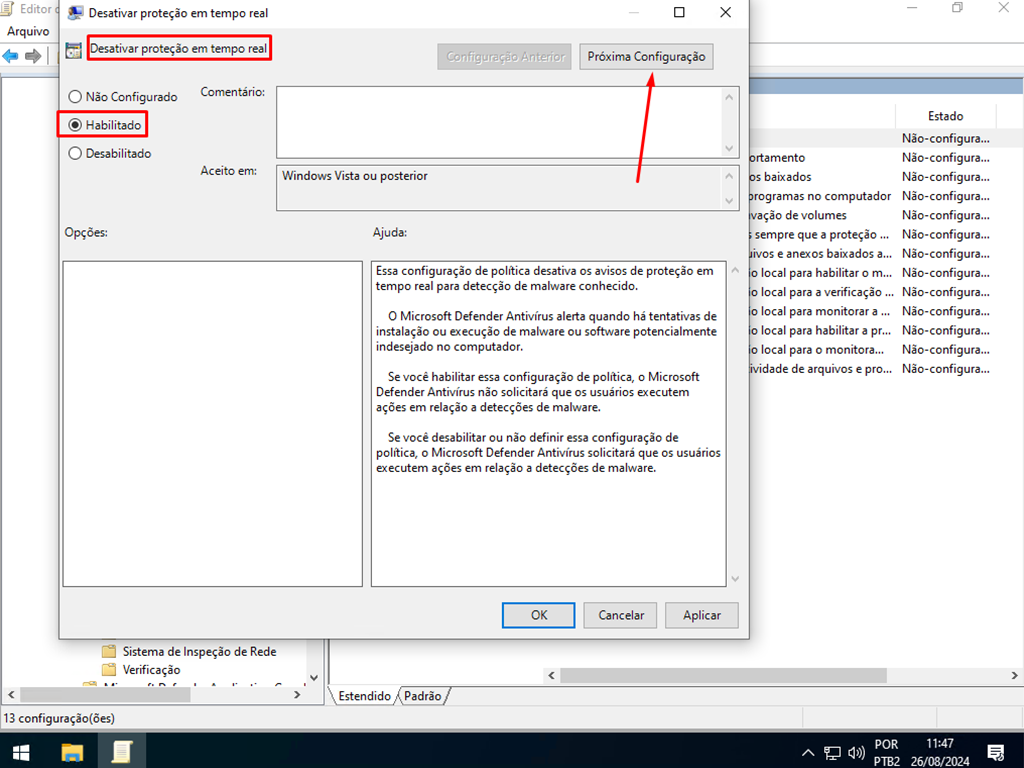 Editor
Desativar proteção em tempo real
Arquivo
Desativar proteção em tempo real
Configuração Anterior
Próxima Configuração
Não Configurado
Habilitado
Desabilitado
Comentário:
Aceito em:
Windows Vista ou posterior
Opções:
Ajuda:
Essa configuração de política desativa os avisos de proteção em
tempo real para detecção de malware conhecido.
O Microsoft Defender Antivírus alerta quando há tentativas de
instalação ou execução de malware ou software potencialmente
indesejado no computador.
Se você habilitar essa configuração de política, o Microsoft
Defender Antivírus não solicitará que os usuários executem
ações em relação a detecções de malware.
Se você desabilitar ou não definir essa configuração de
política, o Microsoft Defender Antivírus solicitará que os usuários
executem ações em relação a detecções de malware.
OK
Cancelar
Aplicar
Estado
Não-configura...
ortamento Não-configura...
os baixados Não-configura...
programas no computador Não-configura...
vação de volumes Não-configura...
s sempre que a proteção ... Não-configura...
uivos e anexos baixados a... Não-configura...
io local para habilitar o m... Não-configura...
io local para a verificação ... Não-configura...
io local para monitorar a ... Não-configura...
io local para habilitar a pr... Não-configura...
io local para o monitora... Não-configura...
ividade de arquivos e pro... Não-configura...
Sistema de Inspeção de Rede
Verificação
Estendido
Padrão
13 configuração(ões)
POR
PTB2
11:47
26/08/2024